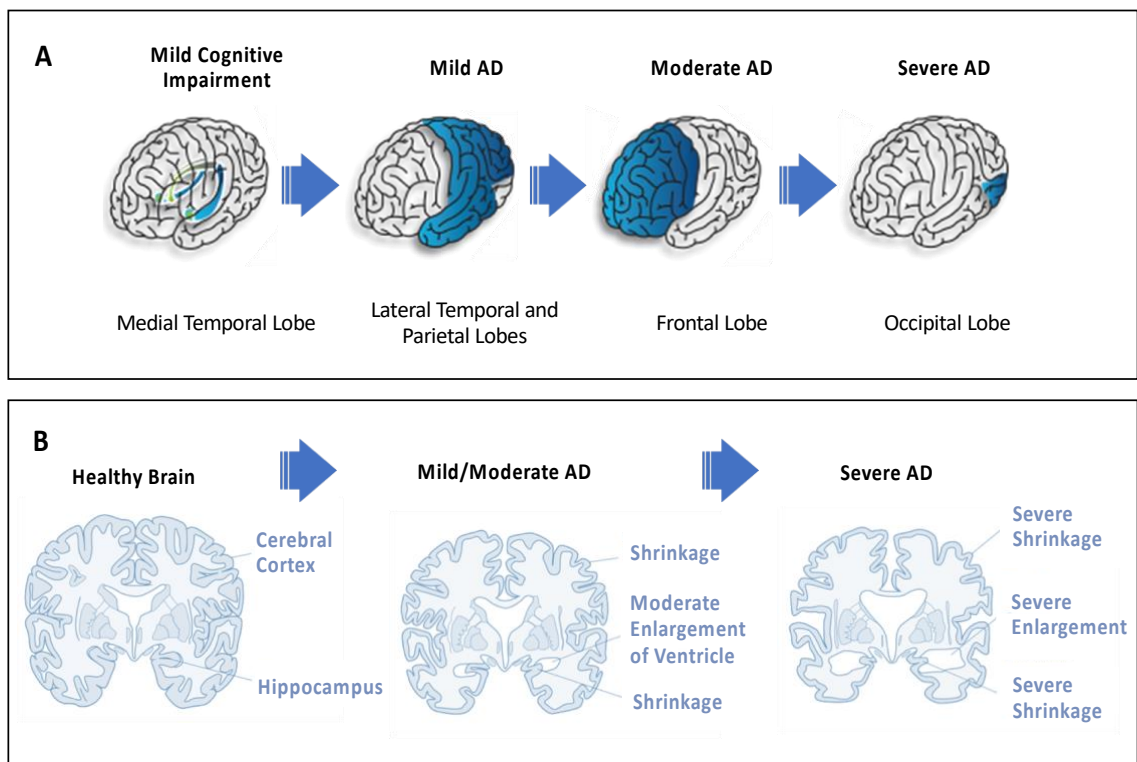 A
Mild Cognitive
Impairment
Mild AD
Moderate AD
Severe AD
Medial Temporal Lobe
Lateral Temporal and
Parietal Lobes
Frontal Lobe
Occipital Lobe
B
Healthy Brain
Mild/Moderate AD
Severe AD
Cerebral
Cortex
Hippocampus
Shrinkage
Moderate
Enlargement
of Ventricle
Shrinkage
Severe
Shrinkage
Severe
Enlargement
Severe
Shrinkage